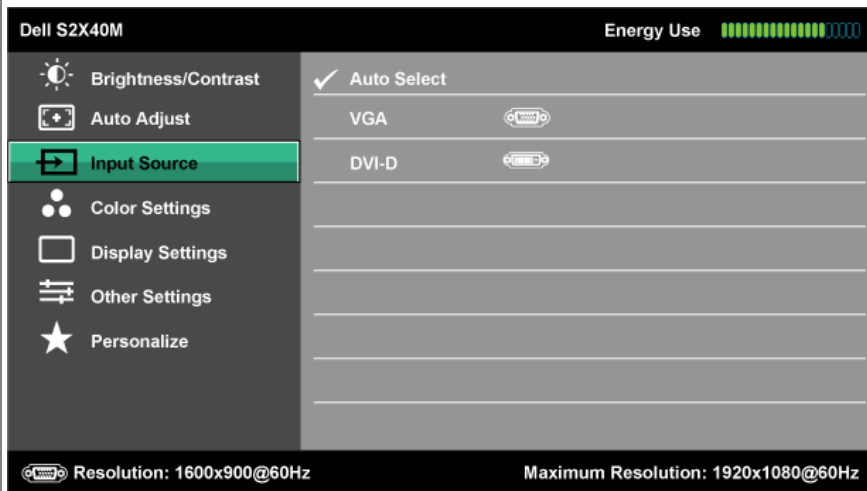 Dell S2X40M Energy Use
Brightness/Contrast Auto Select
Auto Adjust VGA
Input Source DVI-D
Color Settings
Display Settings
Other Settings
Personalize
Resolution: 1600x900@60Hz Maximum Resolution: 1920x1080@60Hz